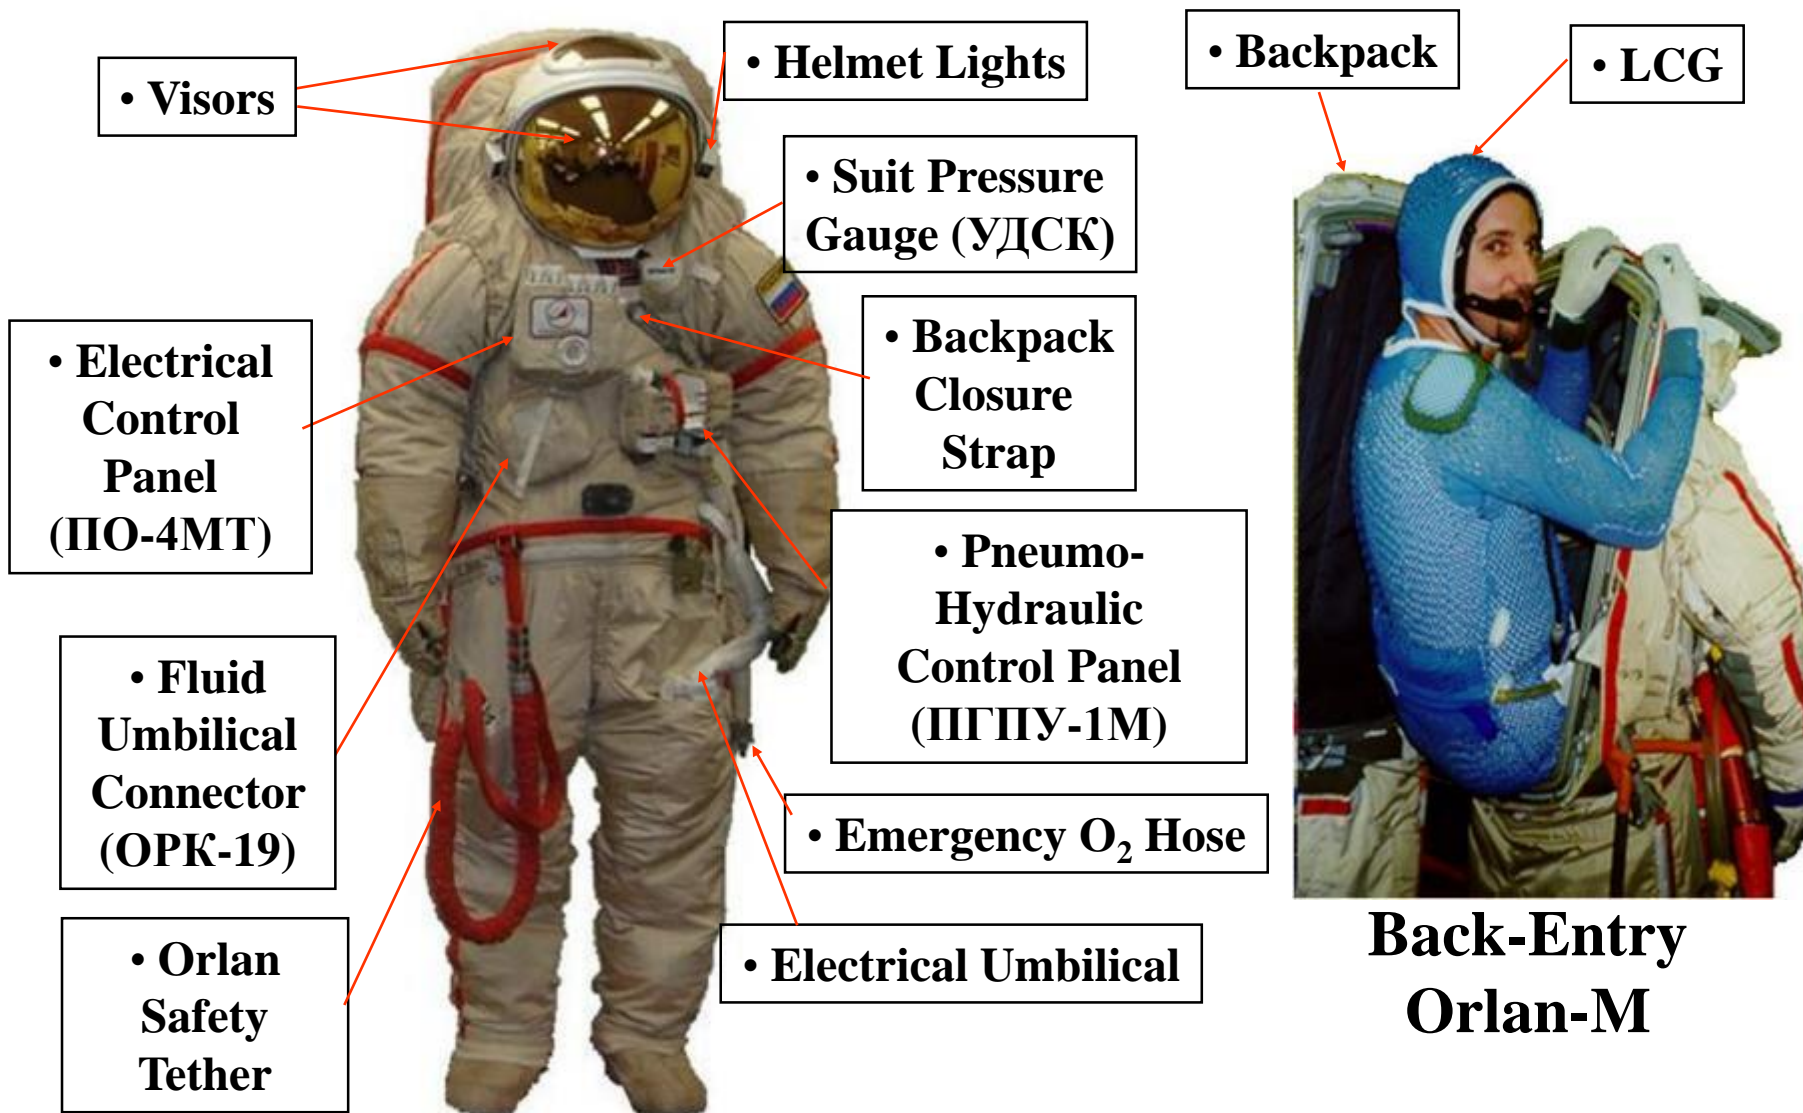 • Visors
• Helmet Lights
• Backpack
• LCG
• Suit Pressure
Gauge (УДСК)
• Electrical
Control
Panel
(ПО-4МТ)
• Backpack
Closure
Strap
• Pneumo-
Hydraulic
Control Panel
(ПГПУ-1М)
• Fluid
Umbilical
Connector
(ОРК-19)
• Emergency O₂ Hose
• Orlan
Safety
Tether
• Electrical Umbilical
Back-Entry
Orlan-M